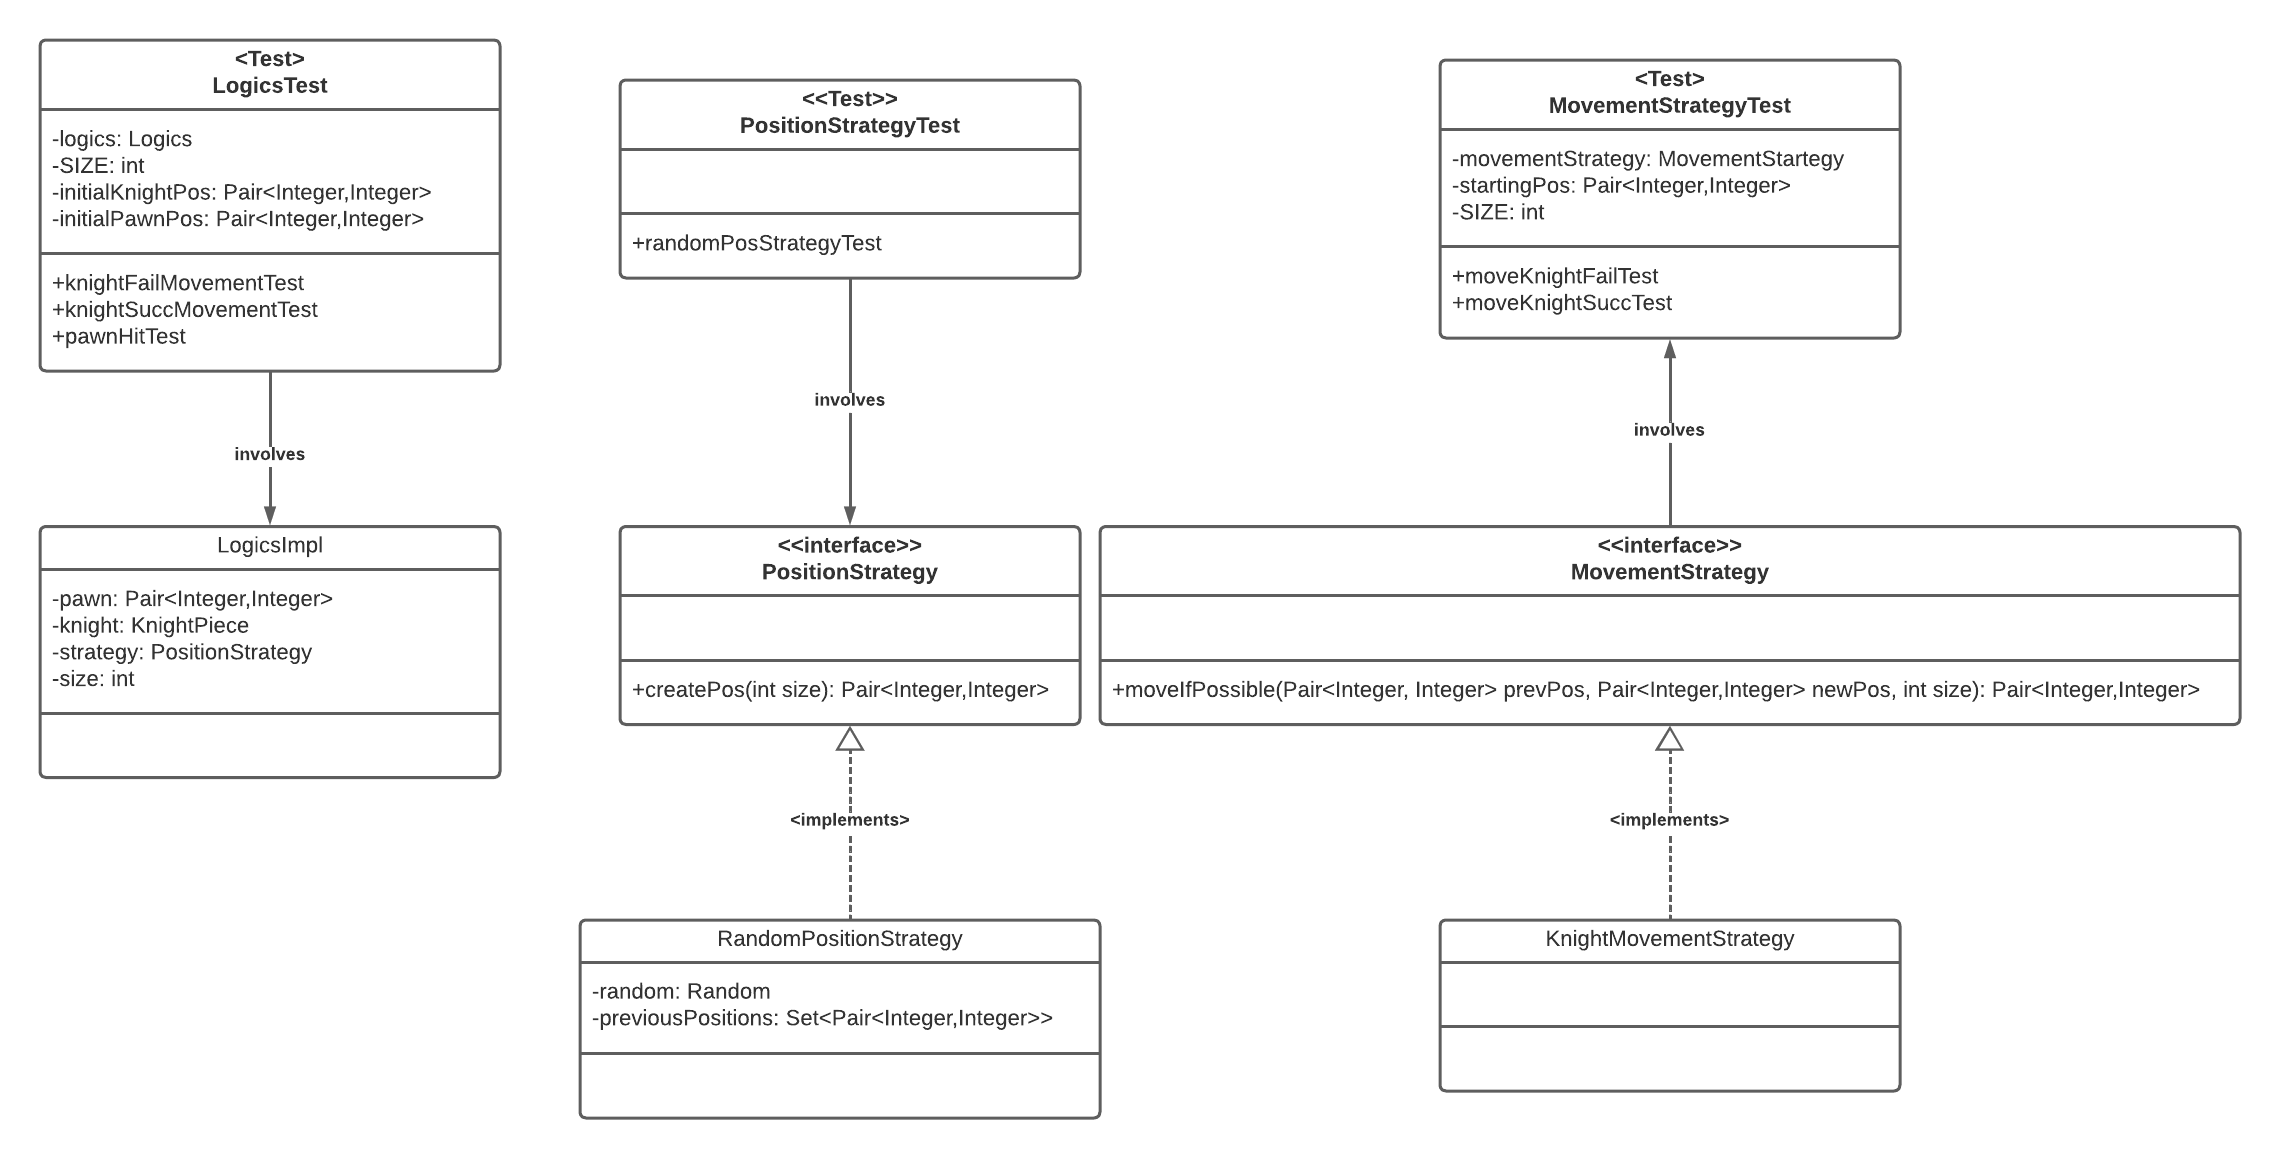 <Test>
LogicsTest
-logics: Logics
-SIZE: int
-initialKnightPos: Pair<Integer,Integer>
-initialPawnPos: Pair<Integer,Integer>
+knightFailMovementTest
+knightSuccMovementTest
+pawnHitTest
involves
LogicsImpl
-pawn: Pair<Integer,Integer>
-knight: KnightPiece
-strategy: PositionStrategy
-size: int
<<Test>>
PositionStrategyTest
+randomPosStrategyTest
involves
<<interface>>
PositionStrategy
+createPos(int size): Pair<Integer,Integer>
<implements>
RandomPositionStrategy
-random: Random
-previousPositions: Set<Pair<Integer,Integer>>
<Test>
MovementStrategyTest
-movementStrategy: MovementStartegy
-startingPos: Pair<Integer,Integer>
-SIZE: int
+moveKnightFailTest
+moveKnightSuccTest
involves
<<interface>>
MovementStrategy
+moveIfPossible(Pair<Integer, Integer> prevPos, Pair<Integer,Integer> newPos, int size): Pair<Integer,Integer>
<implements>
KnightMovementStrategy